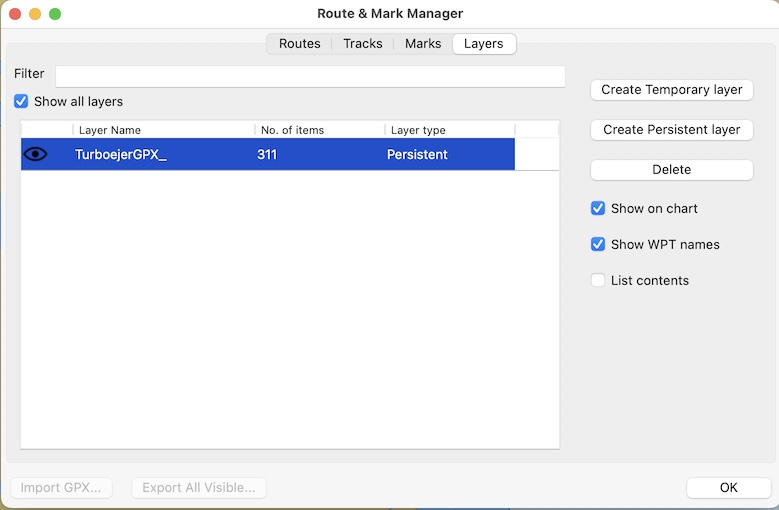 Route & Mark Manager
Routes Tracks Marks Layers
Filter
Show all layers
Layer Name No. of items Layer type
TurboejerGPX_ 311 Persistent
Create Temporary layer
Create Persistent layer
Delete
Show on chart
Show WPT names
List contents
Import GPX... Export All Visible... OK